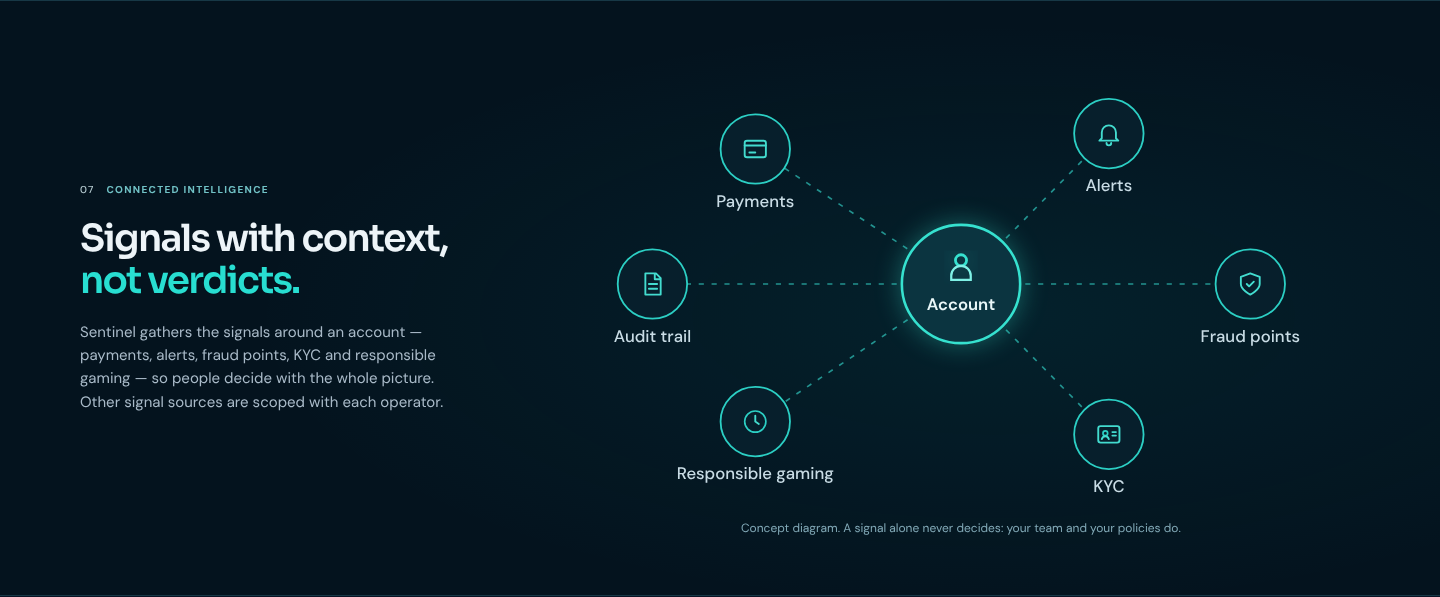 07 CONNECTED INTELLIGENCE
Signals with context,
not verdicts.
Sentinel gathers the signals around an account —
payments, alerts, fraud points, KYC and responsible
gaming — so people decide with the whole picture.
Other signal sources are scoped with each operator.
Payments
Alerts
Audit trail
Account
Fraud points
Responsible gaming
KYC
Concept diagram. A signal alone never decides: your team and your policies do.